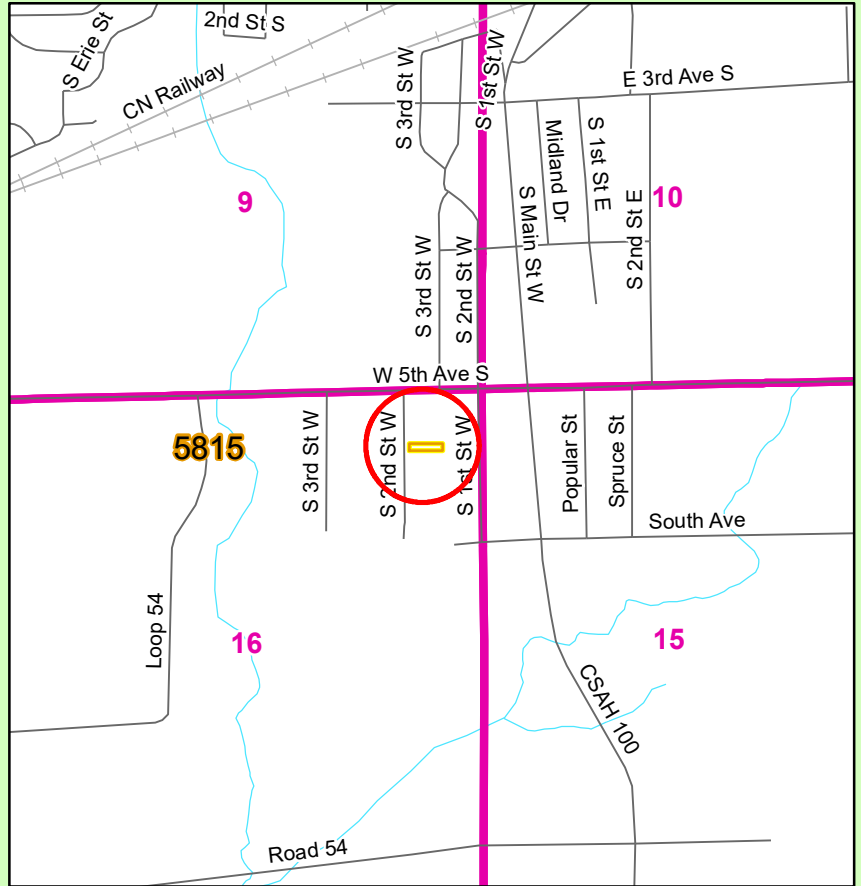 2nd St S
S Erie St
CN Railway
S 3rd St W
S 1st St W
E 3rd Ave S
Midland Dr
S 1st St E
9
10
S Main St W
S 2nd St E
S 3rd St W
S 2nd St W
W 5th Ave S
5815
S 3rd St W
S 2nd St W
S 1st St W
Popular St
Spruce St
South Ave
Loop 54
16
15
CSAH 100
Road 54